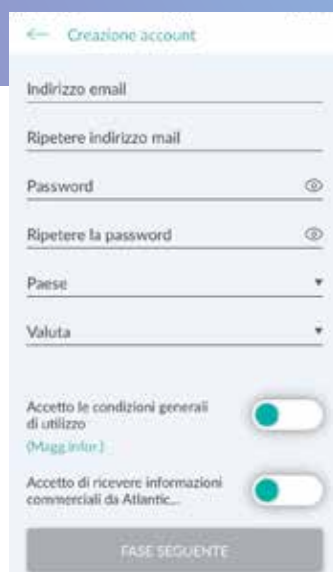 Creazione account
Indirizzo email
Ripetere indirizzo mail
Password
Ripetere la password
Paese
Valuta
Accetto le condizioni generali
di utilizzo
(Magg.infor.)
Accetto di ricevere informazioni
commerciali da Atlantic...
FASE SEGUENTE